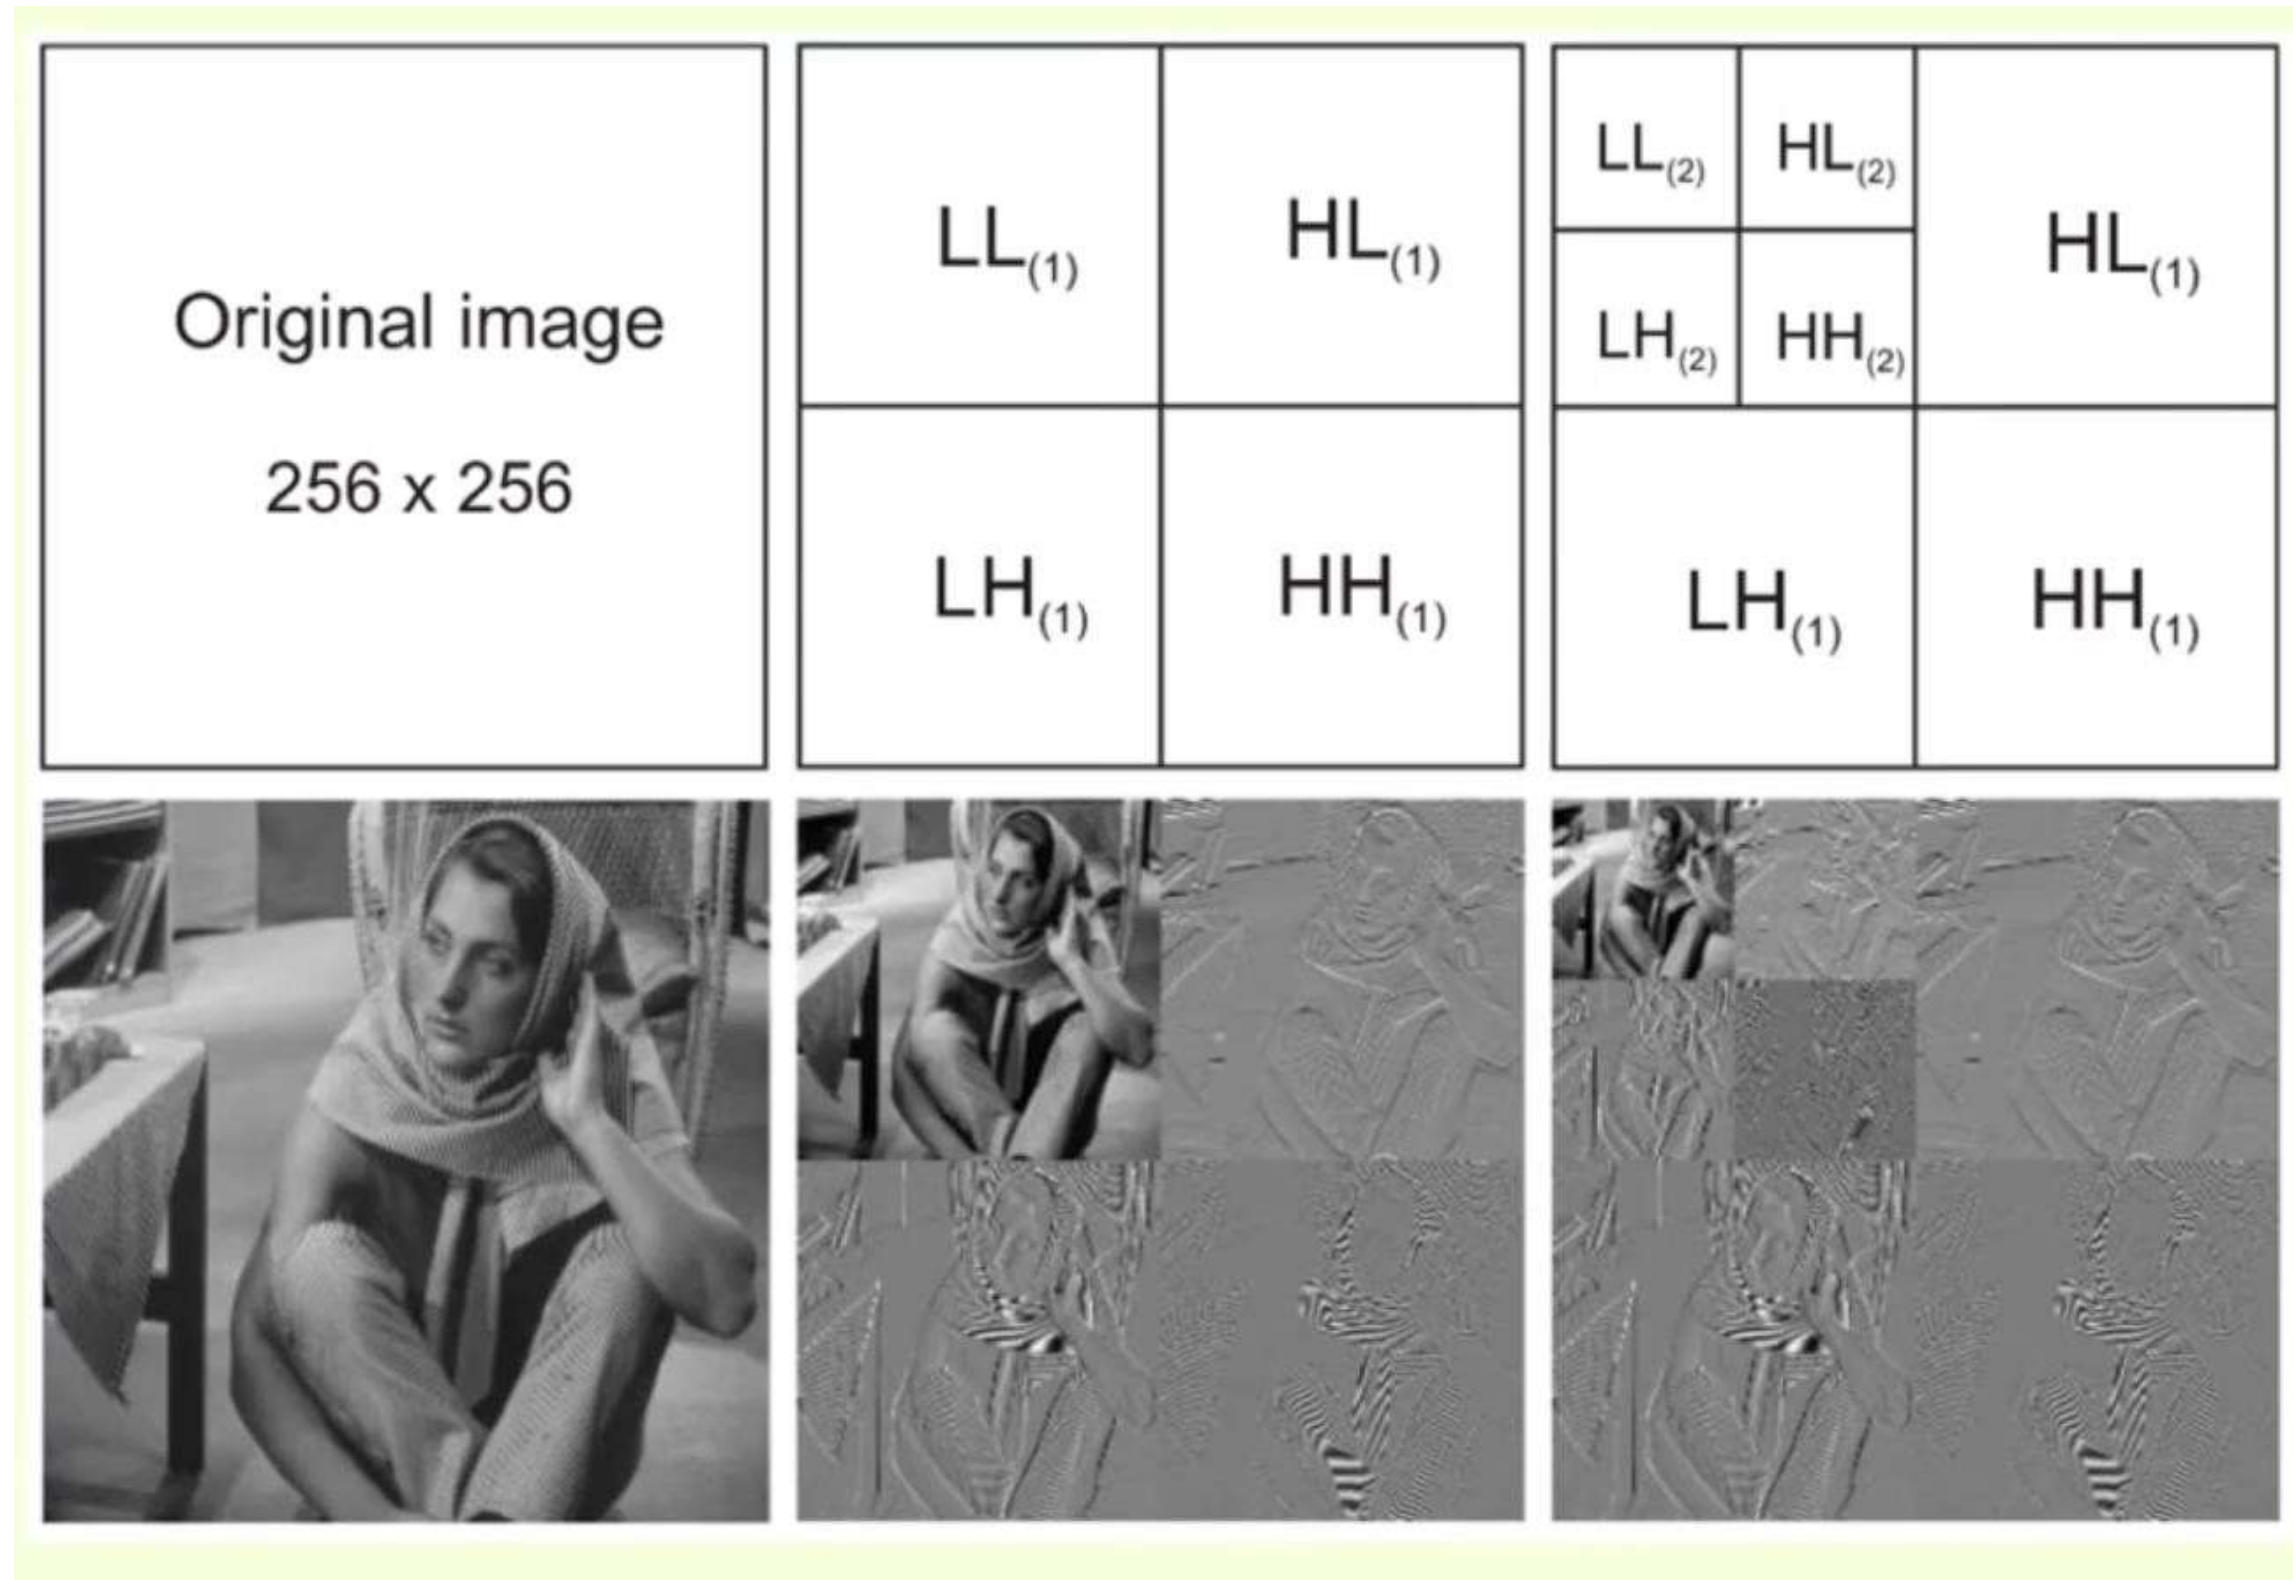 Original image
256 x 256
LL(1)
HL(1)
LH(1)
HH(1)
LL(2)
HL(2)
LH(2)
HH(2)
HL(1)
LH(1)
HH(1)